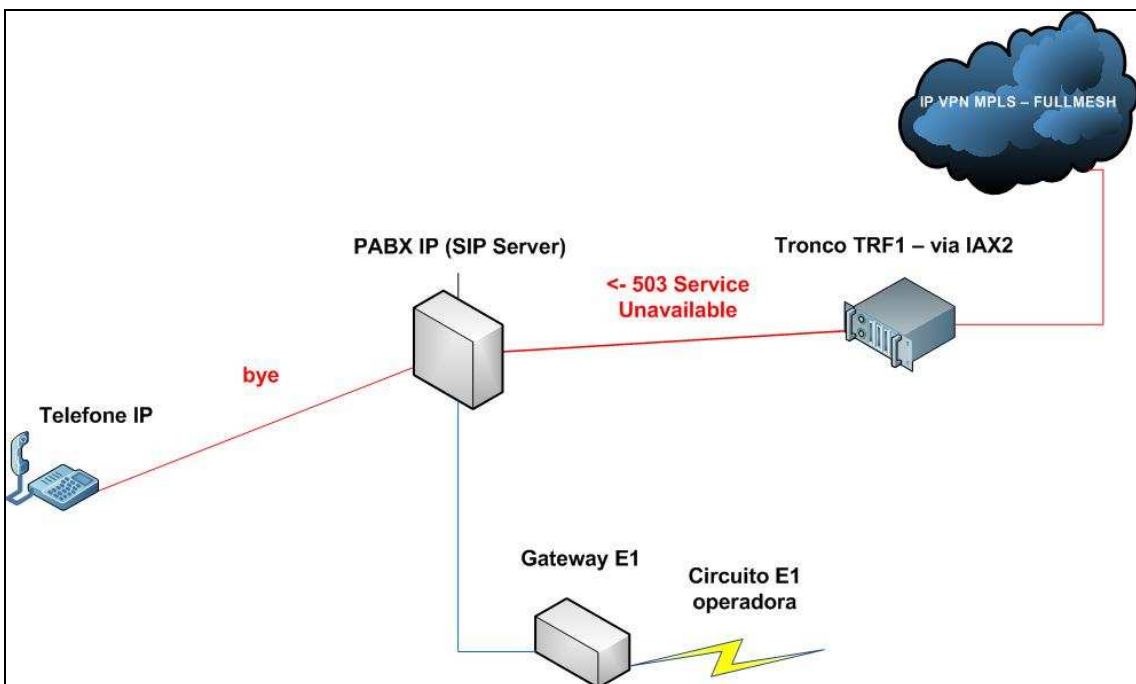 IP VPN MPLS – FULLMESH
PABX IP (SIP Server)
Tronco TRF1 – via IAX2
<- 503 Service
Unavailable
bye
Telefone IP
Gateway E1
Circuito E1
operadora